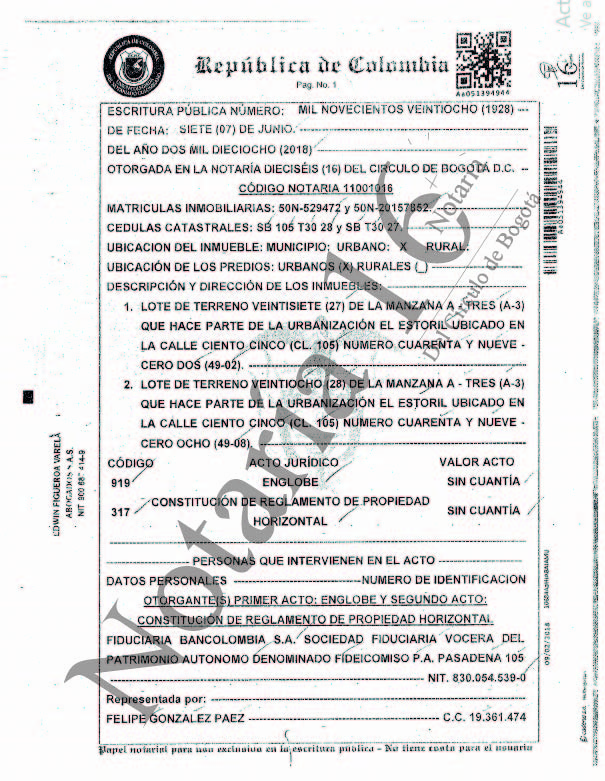 República de Colombia
Pag. No. 1
Aa051394944
16
ESCRITURA PÚBLICA NÚMERO: MIL NOVECIENTOS VEINTIOCHO (1928) ---
DE FECHA: SIETE (07) DE JUNIO.
DEL AÑO DOS MIL DIECIOCHO (2018)
OTORGADA EN LA NOTARÍA DIECISÉIS (16) DEL CIRCULO DE BOGOTÁ D.C. --
CÓDIGO NOTARIA 11001016
MATRICULAS INMOBILIARIAS: 50N-529472 y 50N-20157852.
CEDULAS CATASTRALES: SB 105 T30 28 y SB T30 27.
UBICACION DEL INMUEBLE: MUNICIPIO: URBANO: X RURAL:
UBICACIÓN DE LOS PREDIOS: URBANOS (X) RURALES (_)
DESCRIPCIÓN Y DIRECCIÓN DE LOS INMUEBLES:
1. LOTE DE TERRENO VEINTISIETE (27) DE LA MANZANA A - TRES (A-3)
QUE HACE PARTE DE LA URBANIZACIÓN EL ESTORIL UBICADO EN
LA CALLE CIENTO CINCO (CL. 105) NUMERO CUARENTA Y NUEVE -
CERO DOS (49-02).
2. LOTE DE TERRENO VEINTIOCHO (28) DE LA MANZANA A - TRES (A-3)
QUE HACE PARTE DE LA URBANIZACIÓN EL ESTORIL UBICADO EN
LA CALLE CIENTO CINCO (CL. 105) NUMERO CUARENTA Y NUEVE -
CERO OCHO (49-08).
CÓDIGO ACTO JURÍDICO VALOR ACTO
919 ENGLOBE SIN CUANTÍA
317 CONSTITUCIÓN DE REGLAMENTO DE PROPIEDAD HORIZONTAL SIN CUANTÍA
PERSONAS QUE INTERVIENEN EN EL ACTO
DATOS PERSONALES NUMERO DE IDENTIFICACION
OTORGANTE(S) PRIMER ACTO: ENGLOBE Y SEGUNDO ACTO:
CONSTITUCIÓN DE REGLAMENTO DE PROPIEDAD HORIZONTAL
FIDUCIARIA BANCOLOMBIA S.A. SOCIEDAD FIDUCIARIA VOCERA DEL
PATRIMONIO AUTONOMO DENOMINADO FIDEICOMISO P.A. PASADENA 105
NIT. 830.054.539-0
Representada por:
FELIPE GONZALEZ PAEZ C.C. 19.361.474
Papel notarial para uso exclusivo en la escritura pública - No tiene costo para el usuario
Notaría 16
Notaría
Del Círculo de Bogotá
EDWIN FIGUEROA VARELA
ABOGADOS S.A.S.
Aa051394944
09/02/2018
Act
Ve a